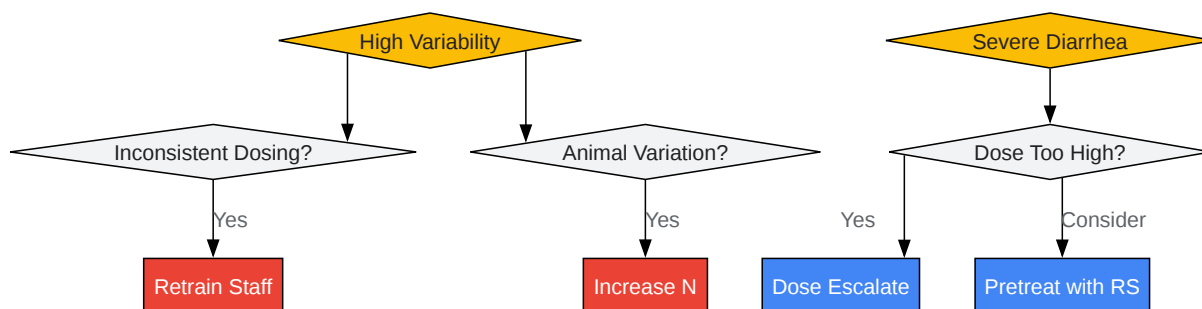 High Variability
Severe Diarrhea
Inconsistent Dosing?
Animal Variation?
Dose Too High?
Yes
Yes
Yes
Consider
Retrain Staff
Increase N
Dose Escalate
Pretreat with RS